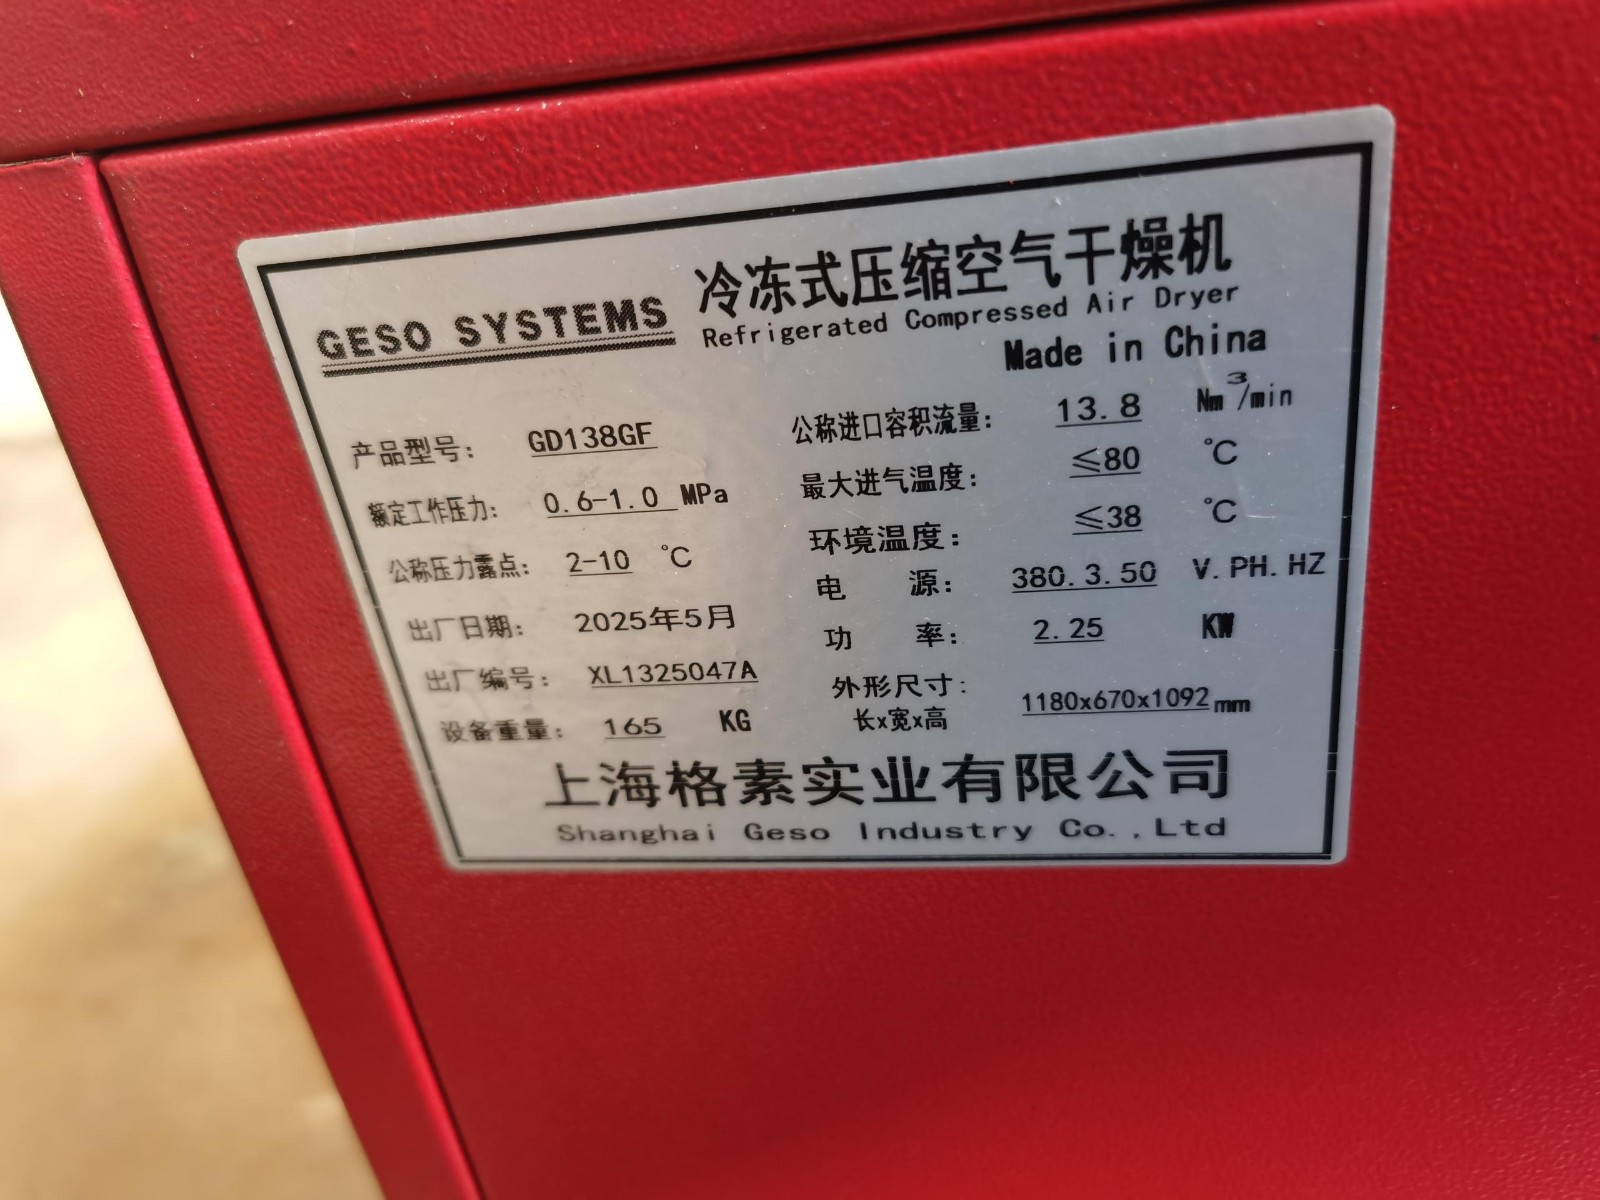 GESO SYSTEMS
冷冻式压缩空气干燥机
Refrigerated Compressed Air Dryer
Made in China
产品型号: GD138GF
额定工作压力: 0.6-1.0 MPa
公称压力露点: 2-10 ℃
出厂日期: 2025年5月
出厂编号: XL1325047A
设备重量: 165 KG
公称进口容积流量: 13.8 Nm³/min
最大进气温度: ≤80 ℃
环境温度: ≤38 ℃
电 源: 380.3.50 V.PH.HZ
功 率: 2.25 KW
外形尺寸: 1180x670x1092mm
长x宽x高
上海格素实业有限公司
Shanghai Geso Industry Co.,Ltd